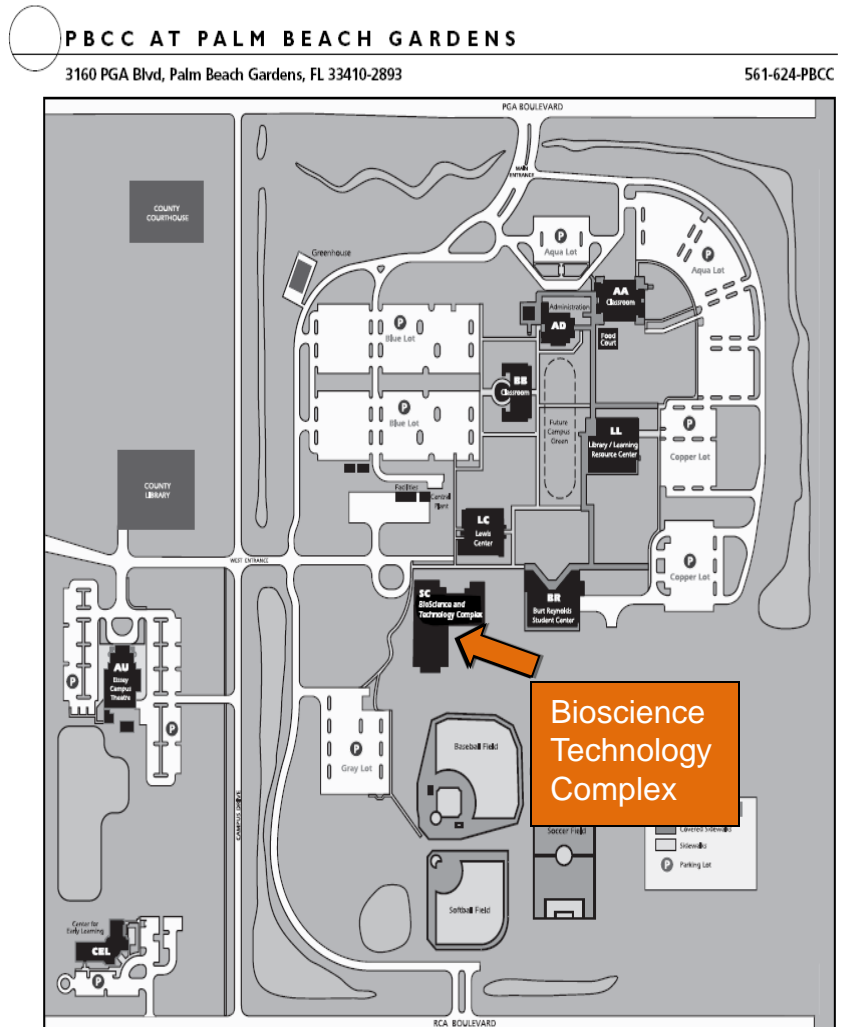 PBCC AT PALM BEACH GARDENS
3160 PGA Blvd, Palm Beach Gardens, FL 33410-2893
561-624-PBCC
PGA BOULEVARD
MAIN
ENTRANCE
COUNTY
COURTHOUSE
Greenhouse
P
Aqua Lot
P
Aqua Lot
AA
Classroom
Administration
AD
Food
Court
P
Blue Lot
BB
Classroom
P
Blue Lot
Future
Campus
Green
LL
Library / Learning
Resource Center
P
Copper Lot
COUNTY
LIBRARY
Facilities
Central
Plant
LC
Lewis
Center
WEST ENTRANCE
P
Copper Lot
SC
BioScience and
Technology Complex
BR
Burt Reynolds
Student Center
AU
Eissey
Campus
Theatre
P
P
Bioscience
Technology
Complex
P
Gray Lot
Baseball Field
CAMPUS DRIVE
Soccer Field
Covered Sidewalks
Sidewalks
P Parking Lot
Softball Field
Center for
Early Learning
CEL
P
RCA BOULEVARD